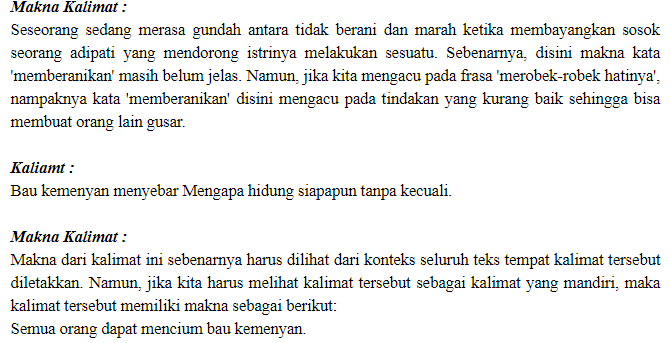 Makna Kalimat :
Seseorang sedang merasa gundah antara tidak berani dan marah ketika membayangkan sosok
seorang adipati yang mendorong istrinya melakukan sesuatu. Sebenarnya, disini makna kata
'memberanikan' masih belum jelas. Namun, jika kita mengacu pada frasa 'merobek-robek hatinya',
nampaknya kata 'memberanikan' disini mengacu pada tindakan yang kurang baik sehingga bisa
membuat orang lain gusar.
Kaliamt :
Bau kemenyan menyebar Mengapa hidung siapapun tanpa kecuali.
Makna Kalimat :
Makna dari kalimat ini sebenarnya harus dilihat dari konteks seluruh teks tempat kalimat tersebut
diletakkan. Namun, jika kita harus melihat kalimat tersebut sebagai kalimat yang mandiri, maka
kalimat tersebut memiliki makna sebagai berikut:
Semua orang dapat mencium bau kemenyan.